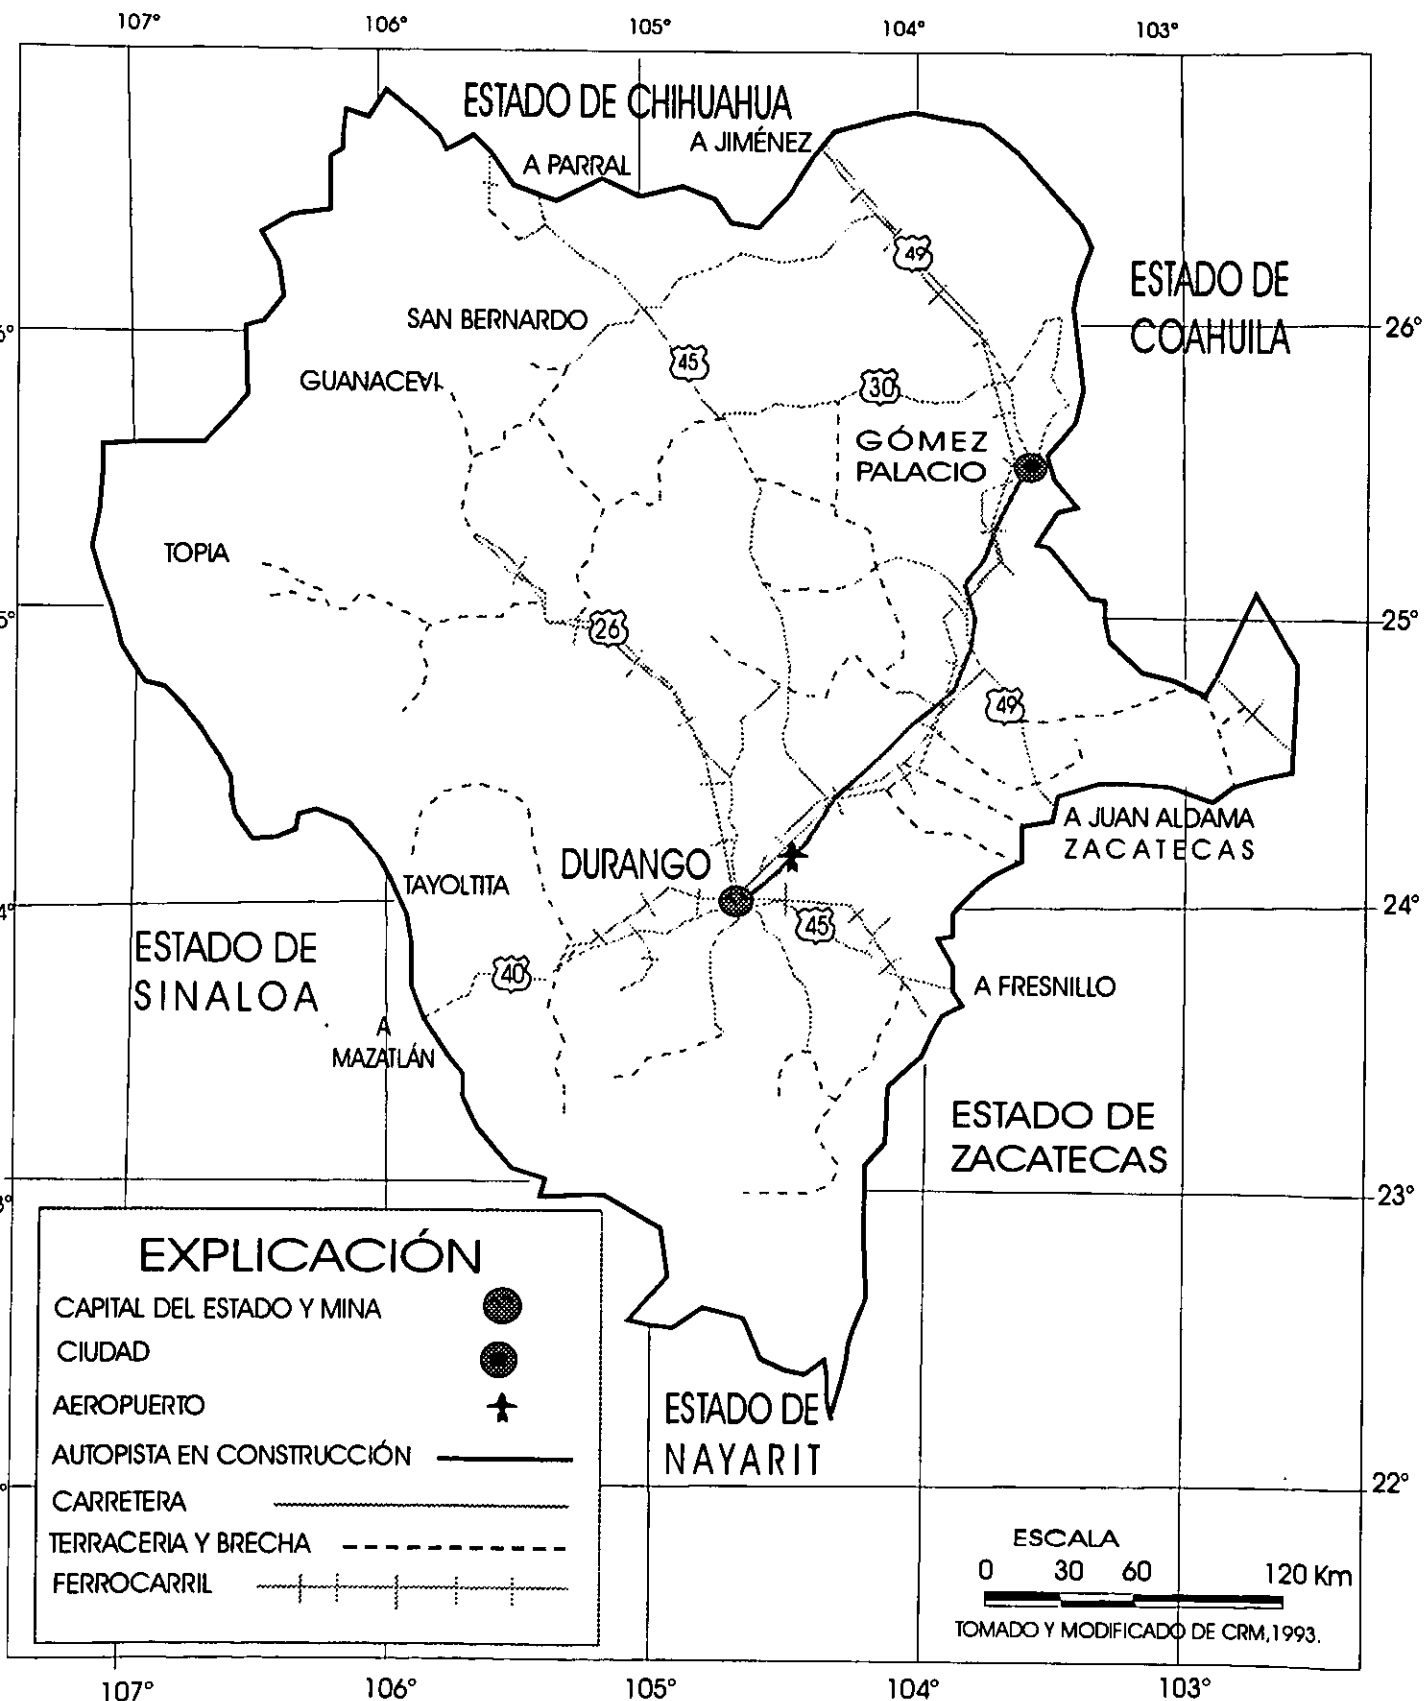 107°
106°
105°
104°
103°
ESTADO DE CHIHUAHUA
A JIMÉNEZ
A PARRAL
49
ESTADO DE
COAHUILA
SAN BERNARDO
6°
26°
45
30
GUANACEVI
GÓMEZ
PALACIO
TOPIA
5°
25°
26
49
A JUAN ALDAMA
ZACATECAS
DURANGO
TAYOLTITA
4°
24°
45
ESTADO DE
SINALOA
40
A FRESNILLO
A
MAZATLÁN
ESTADO DE
ZACATECAS
3°
23°
EXPLICACIÓN
CAPITAL DEL ESTADO Y MINA
CIUDAD
AEROPUERTO
AUTOPISTA EN CONSTRUCCIÓN
CARRETERA
TERRACERIA Y BRECHA
FERROCARRIL
ESTADO DE
NAYARIT
22°
ESCALA
0 30 60 120 Km
TOMADO Y MODIFICADO DE CRM,1993.
107°
106°
105°
104°
103°